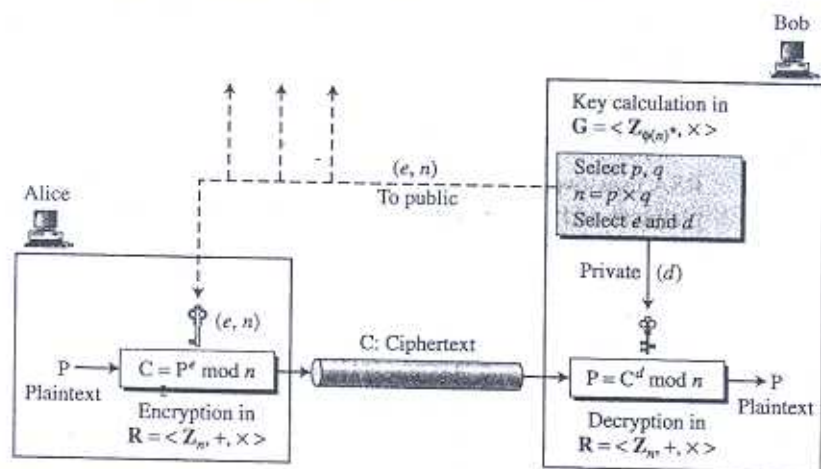 Bob
Key calculation in
G = < Z_φ(n)*, × >
Select p, q
n = p × q
Select e and d
(e, n)
To public
Alice
Private (d)
(e, n)
C: Ciphertext
P
Plaintext
C = P^e mod n
P = C^d mod n
P
Plaintext
Encryption in
R = < Z_n, +, × >
Decryption in
R = < Z_n, +, × >